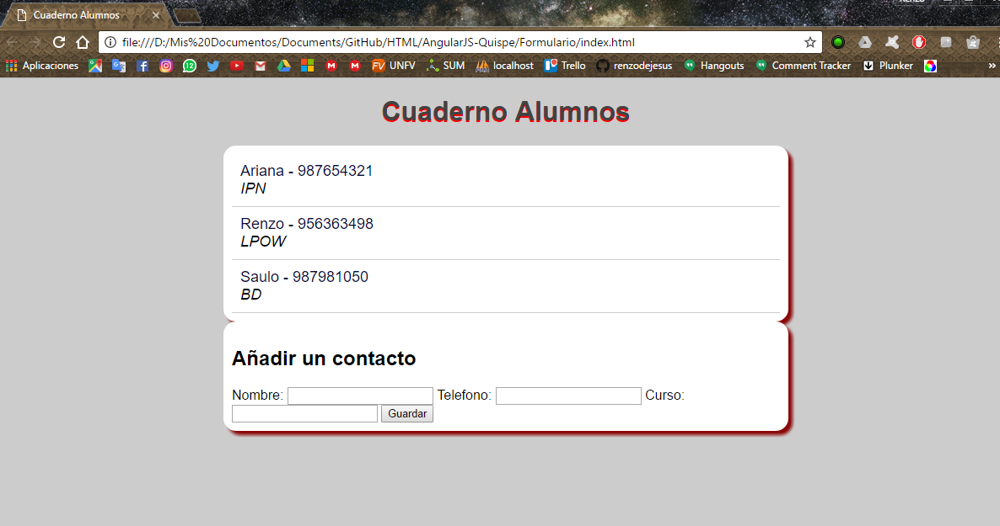 Cuaderno Alumnos
file:///D:/Mis%20Documentos/Documents/GitHub/HTML/AngularJS-Quispe/Formulario/index.html
Aplicaciones 12 FV UNFV SUM localhost Trello renzodejesus Hangouts Comment Tracker Plunker »
Cuaderno Alumnos
Ariana - 987654321
IPN
Renzo - 956363498
LPOW
Saulo - 987981050
BD
Añadir un contacto
Nombre: Telefono: Curso:
Guardar